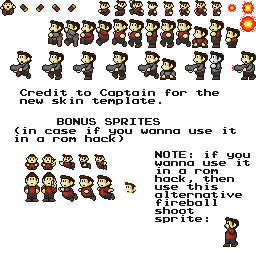 Credit to Captain for the
new skin template.
BONUS SPRITES
(in case if you wanna use it
in a rom hack)
NOTE: if you
wanna use it
in a rom
hack, then
use this
alternative
fireball
shoot
sprite: